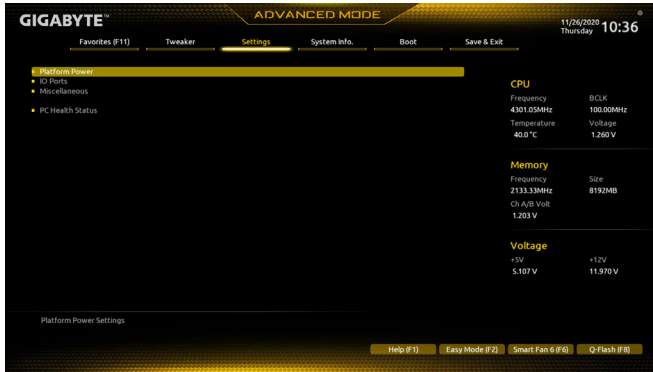 GIGABYTE™
ADVANCED MODE
11/26/2020
Thursday 10:36
Favorites (F11) Tweaker Settings System Info. Boot Save & Exit
Platform Power
IO Ports
Miscellaneous
PC Health Status
CPU
Frequency BCLK
4301.05MHz 100.00MHz
Temperature Voltage
40.0 °C 1.260 V
Memory
Frequency Size
2133.33MHz 8192MB
Ch A/B Volt
1.203 V
Voltage
+5V +12V
5.107 V 11.970 V
Platform Power Settings
Help (F1) Easy Mode (F2) Smart Fan 6 (F6) Q-Flash (F8)